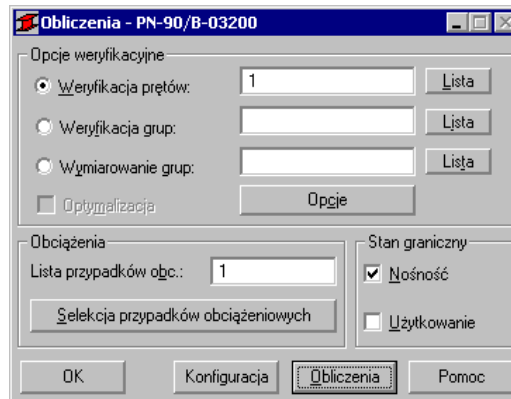 Obliczenia - PN-90/B-03200
Opcje weryfikacyjne
Weryfikacja prętów: 1 Lista
Weryfikacja grup: Lista
Wymiarowanie grup: Lista
Optymalizacja Opcje
Obciążenia Stan graniczny
Lista przypadków obc.: 1 Nośność
Selekcja przypadków obciążeniowych Użytkowanie
OK Konfiguracja Obliczenia Pomoc